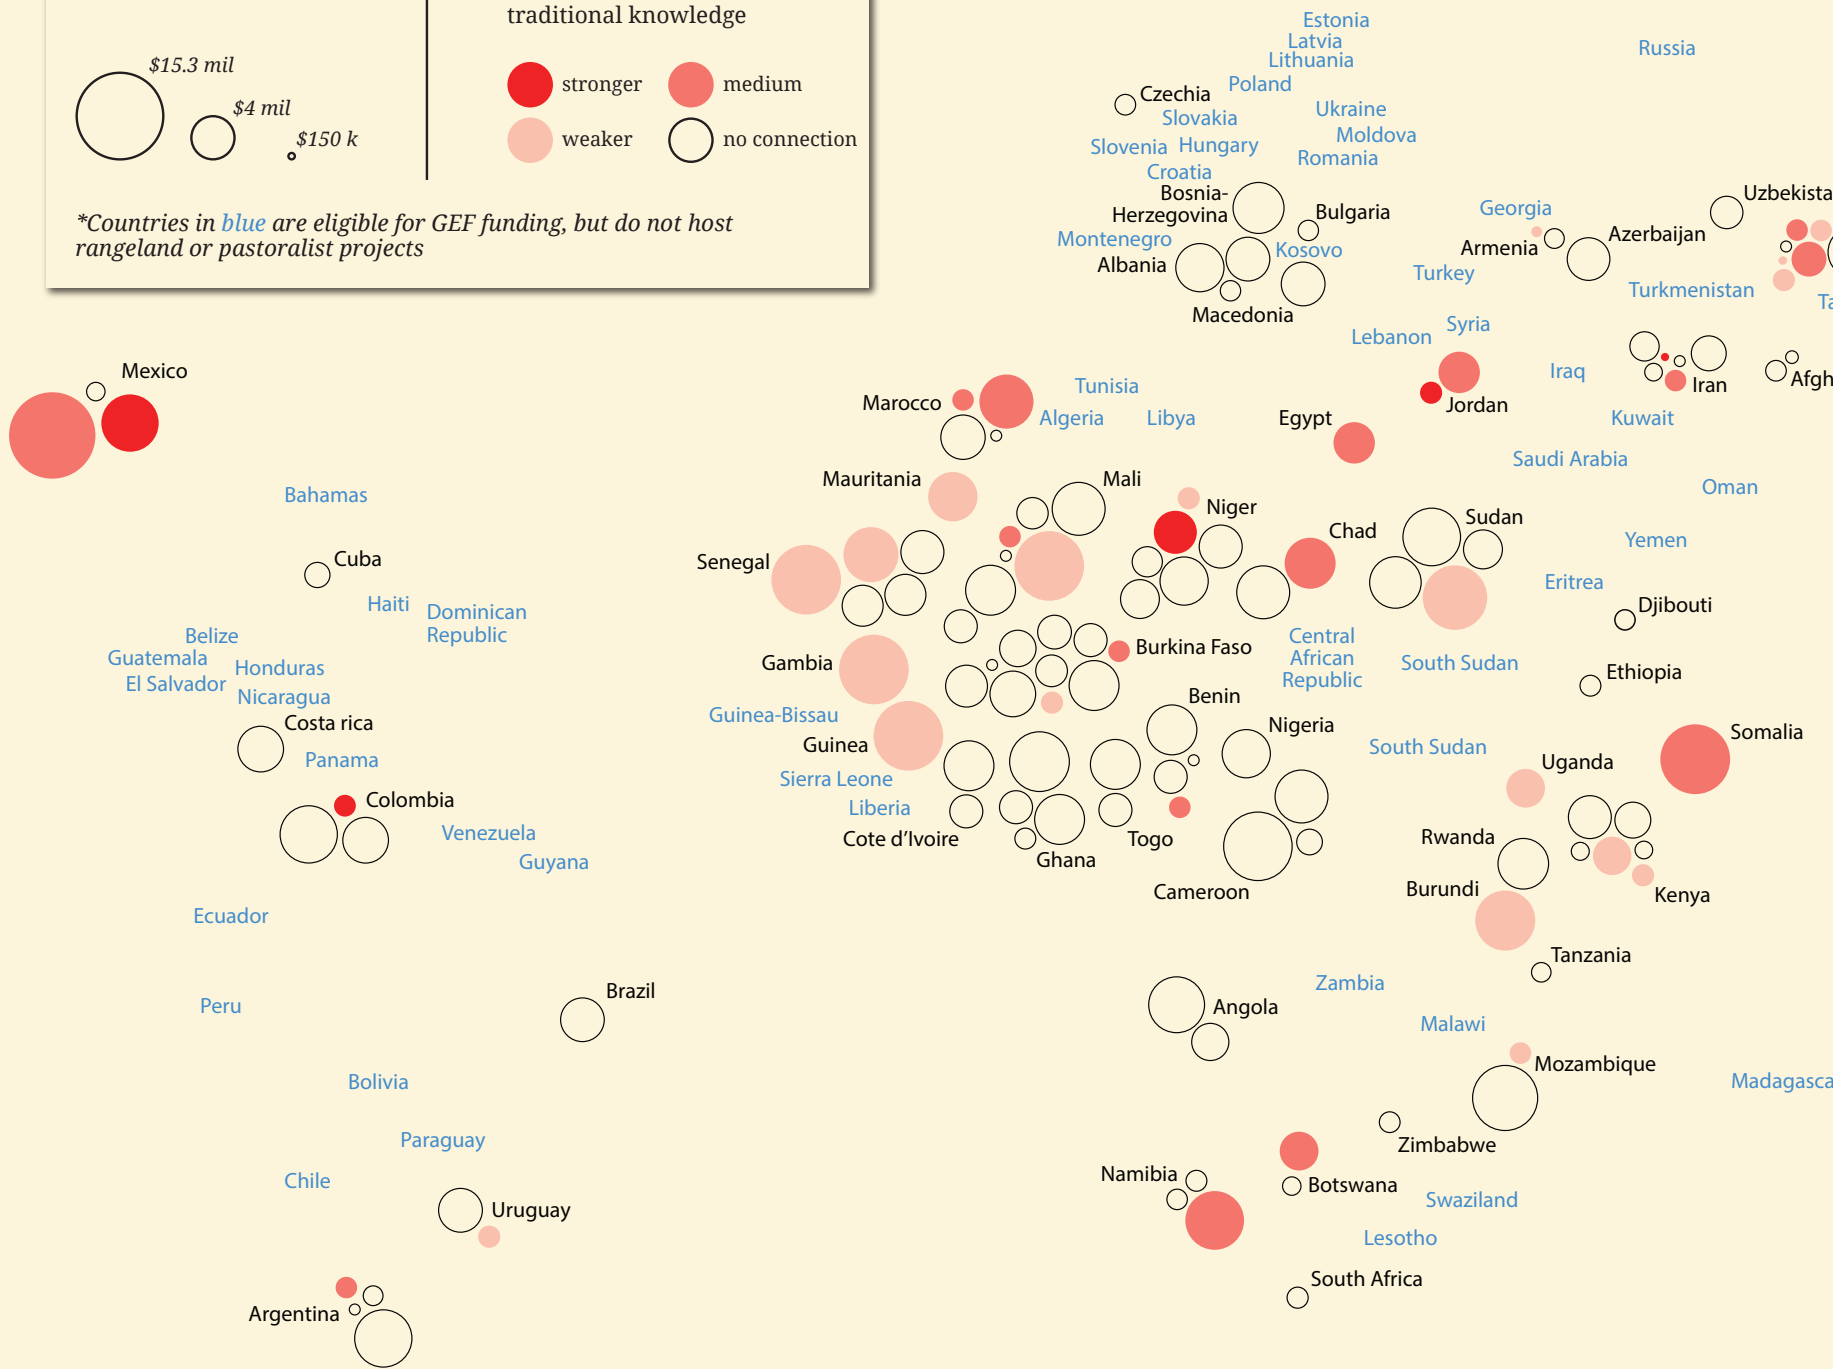 traditional knowledge
$15.3 mil
$4 mil
$150 k
stronger
medium
weaker
no connection
*Countries in blue are eligible for GEF funding, but do not host
rangeland or pastoralist projects
Estonia
Latvia
Lithuania
Russia
Poland
Czechia
Slovakia
Ukraine
Moldova
Slovenia
Hungary
Romania
Croatia
Bosnia-
Herzegovina
Bulgaria
Montenegro
Kosovo
Albania
Macedonia
Georgia
Uzbekista
Armenia
Azerbaijan
Turkey
Turkmenistan
Ta
Syria
Lebanon
Iraq
Iran
Afgh
Jordan
Kuwait
Saudi Arabia
Oman
Yemen
Mexico
Bahamas
Cuba
Haiti
Dominican
Republic
Belize
Guatemala
Honduras
El Salvador
Nicaragua
Costa rica
Panama
Colombia
Venezuela
Guyana
Ecuador
Peru
Brazil
Bolivia
Paraguay
Chile
Uruguay
Argentina
Marocco
Tunisia
Algeria
Libya
Egypt
Mauritania
Mali
Niger
Chad
Sudan
Senegal
Eritrea
Djibouti
Gambia
Burkina Faso
Central
African
Republic
South Sudan
Ethiopia
Guinea-Bissau
Guinea
Benin
Nigeria
South Sudan
Somalia
Sierra Leone
Liberia
Cote d’Ivoire
Ghana
Togo
Cameroon
Uganda
Rwanda
Burundi
Kenya
Tanzania
Angola
Zambia
Malawi
Mozambique
Madagasca
Zimbabwe
Namibia
Botswana
Swaziland
Lesotho
South Africa